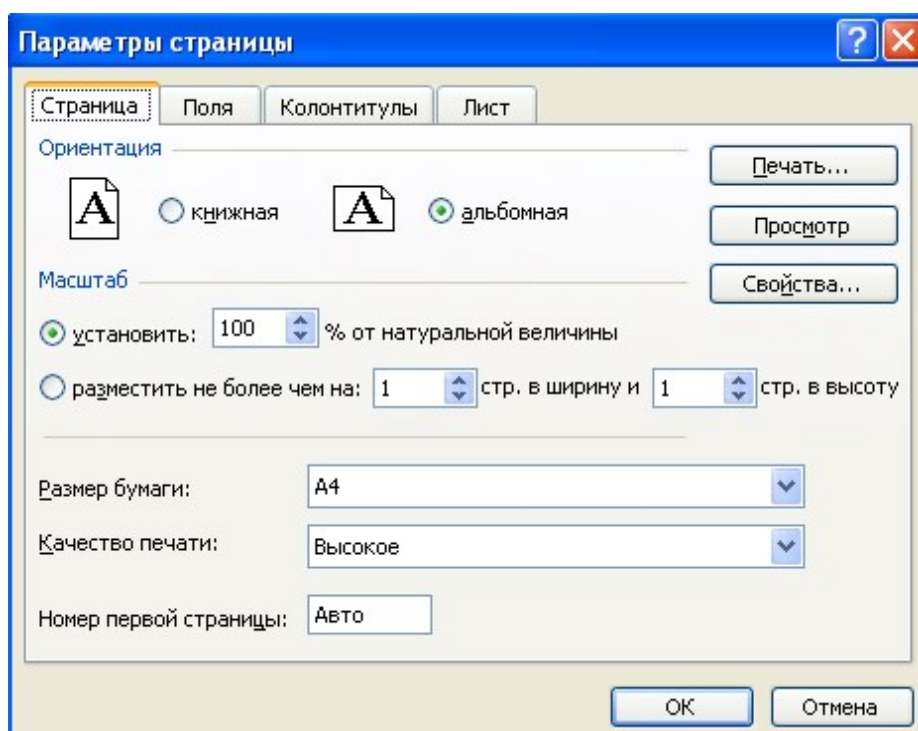 Параметры страницы
?
Страница Поля Колонтитулы Лист
Ориентация
Печать...
A книжная A альбомная
Просмотр
Масштаб
Свойства...
установить: 100 % от натуральной величины
разместить не более чем на: 1 стр. в ширину и 1 стр. в высоту
Размер бумаги: A4
Качество печати: Высокое
Номер первой страницы: Авто
ОК Отмена